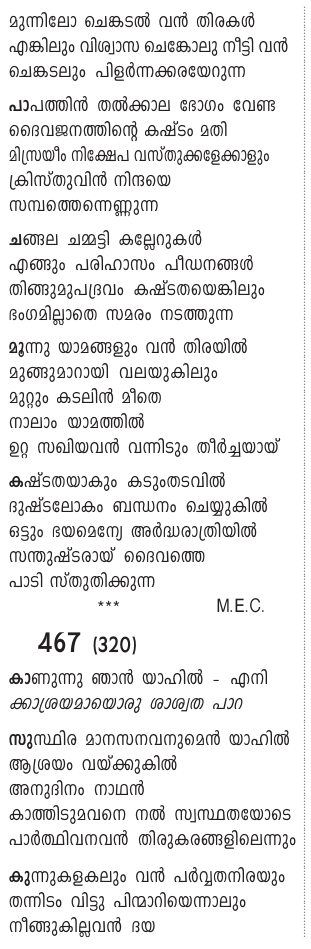 മുന്നിലോ ചെങ്കടൽ വൻ തിരകൾ
എങ്കിലും വിശ്വാസ ചെങ്കോലു നീട്ടി വൻ
ചെങ്കടലും പിളർന്നക്കരയേറുന്ന
പാപത്തിൻ തൽക്കാല ഭോഗം വേണ്ട
ദൈവജനത്തിന്റെ കഷ്ടം മതി
മിസ്രയീം നിക്ഷേപ വസ്തുക്കളേക്കാളും
ക്രിസ്തുവിൻ നിന്ദയെ
സമ്പത്തെന്നെണ്ണുന്ന
ചങ്ങല ചമ്മട്ടി കല്ലേറുകൾ
എങ്ങും പരിഹാസം പീഡനങ്ങൾ
തിങ്ങുമുപദ്രവം കഷ്ടതയെങ്കിലും
ഭംഗമില്ലാതെ സമരം നടത്തുന്ന
മൂന്നു യാമങ്ങളും വൻ തിരയിൽ
മുങ്ങുമാറായി വലയുകിലും
മുറ്റും കടലിൻ മീതെ
നാലാം യാമത്തിൽ
ഉറ്റ സഖിയവൻ വന്നിടും തീർച്ചയായ്
കഷ്ടതയാകും കടുംതടവിൽ
ദുഷ്ടലോകം ബന്ധനം ചെയ്യുകിൽ
ഒട്ടും ഭയമെന്യേ അർദ്ധരാത്രിയിൽ
സന്തുഷ്ടരായ് ദൈവത്തെ
പാടി സ്തുതിക്കുന്ന
*** M.E.C.
467 (320)
കാണുന്നു ഞാൻ യാഹിൽ - എനി
ക്കാശ്രയമായൊരു ശാശ്വത പാറ
സുസ്ഥിര മാനസനവനുമെൻ യാഹിൽ
ആശ്രയം വയ്ക്കുകിൽ
അനുദിനം നാഥൻ
കാത്തിടുമവനെ നൽ സ്വസ്ഥതയോടെ
പാർത്ഥിവനവൻ തിരുകരങ്ങളിലെന്നും
കുന്നുകളകലും വൻ പർവ്വതനിരയും
തന്നിടം വിട്ടു പിന്മാറിയെന്നാലും
നീങ്ങുകില്ലവൻ ദയ